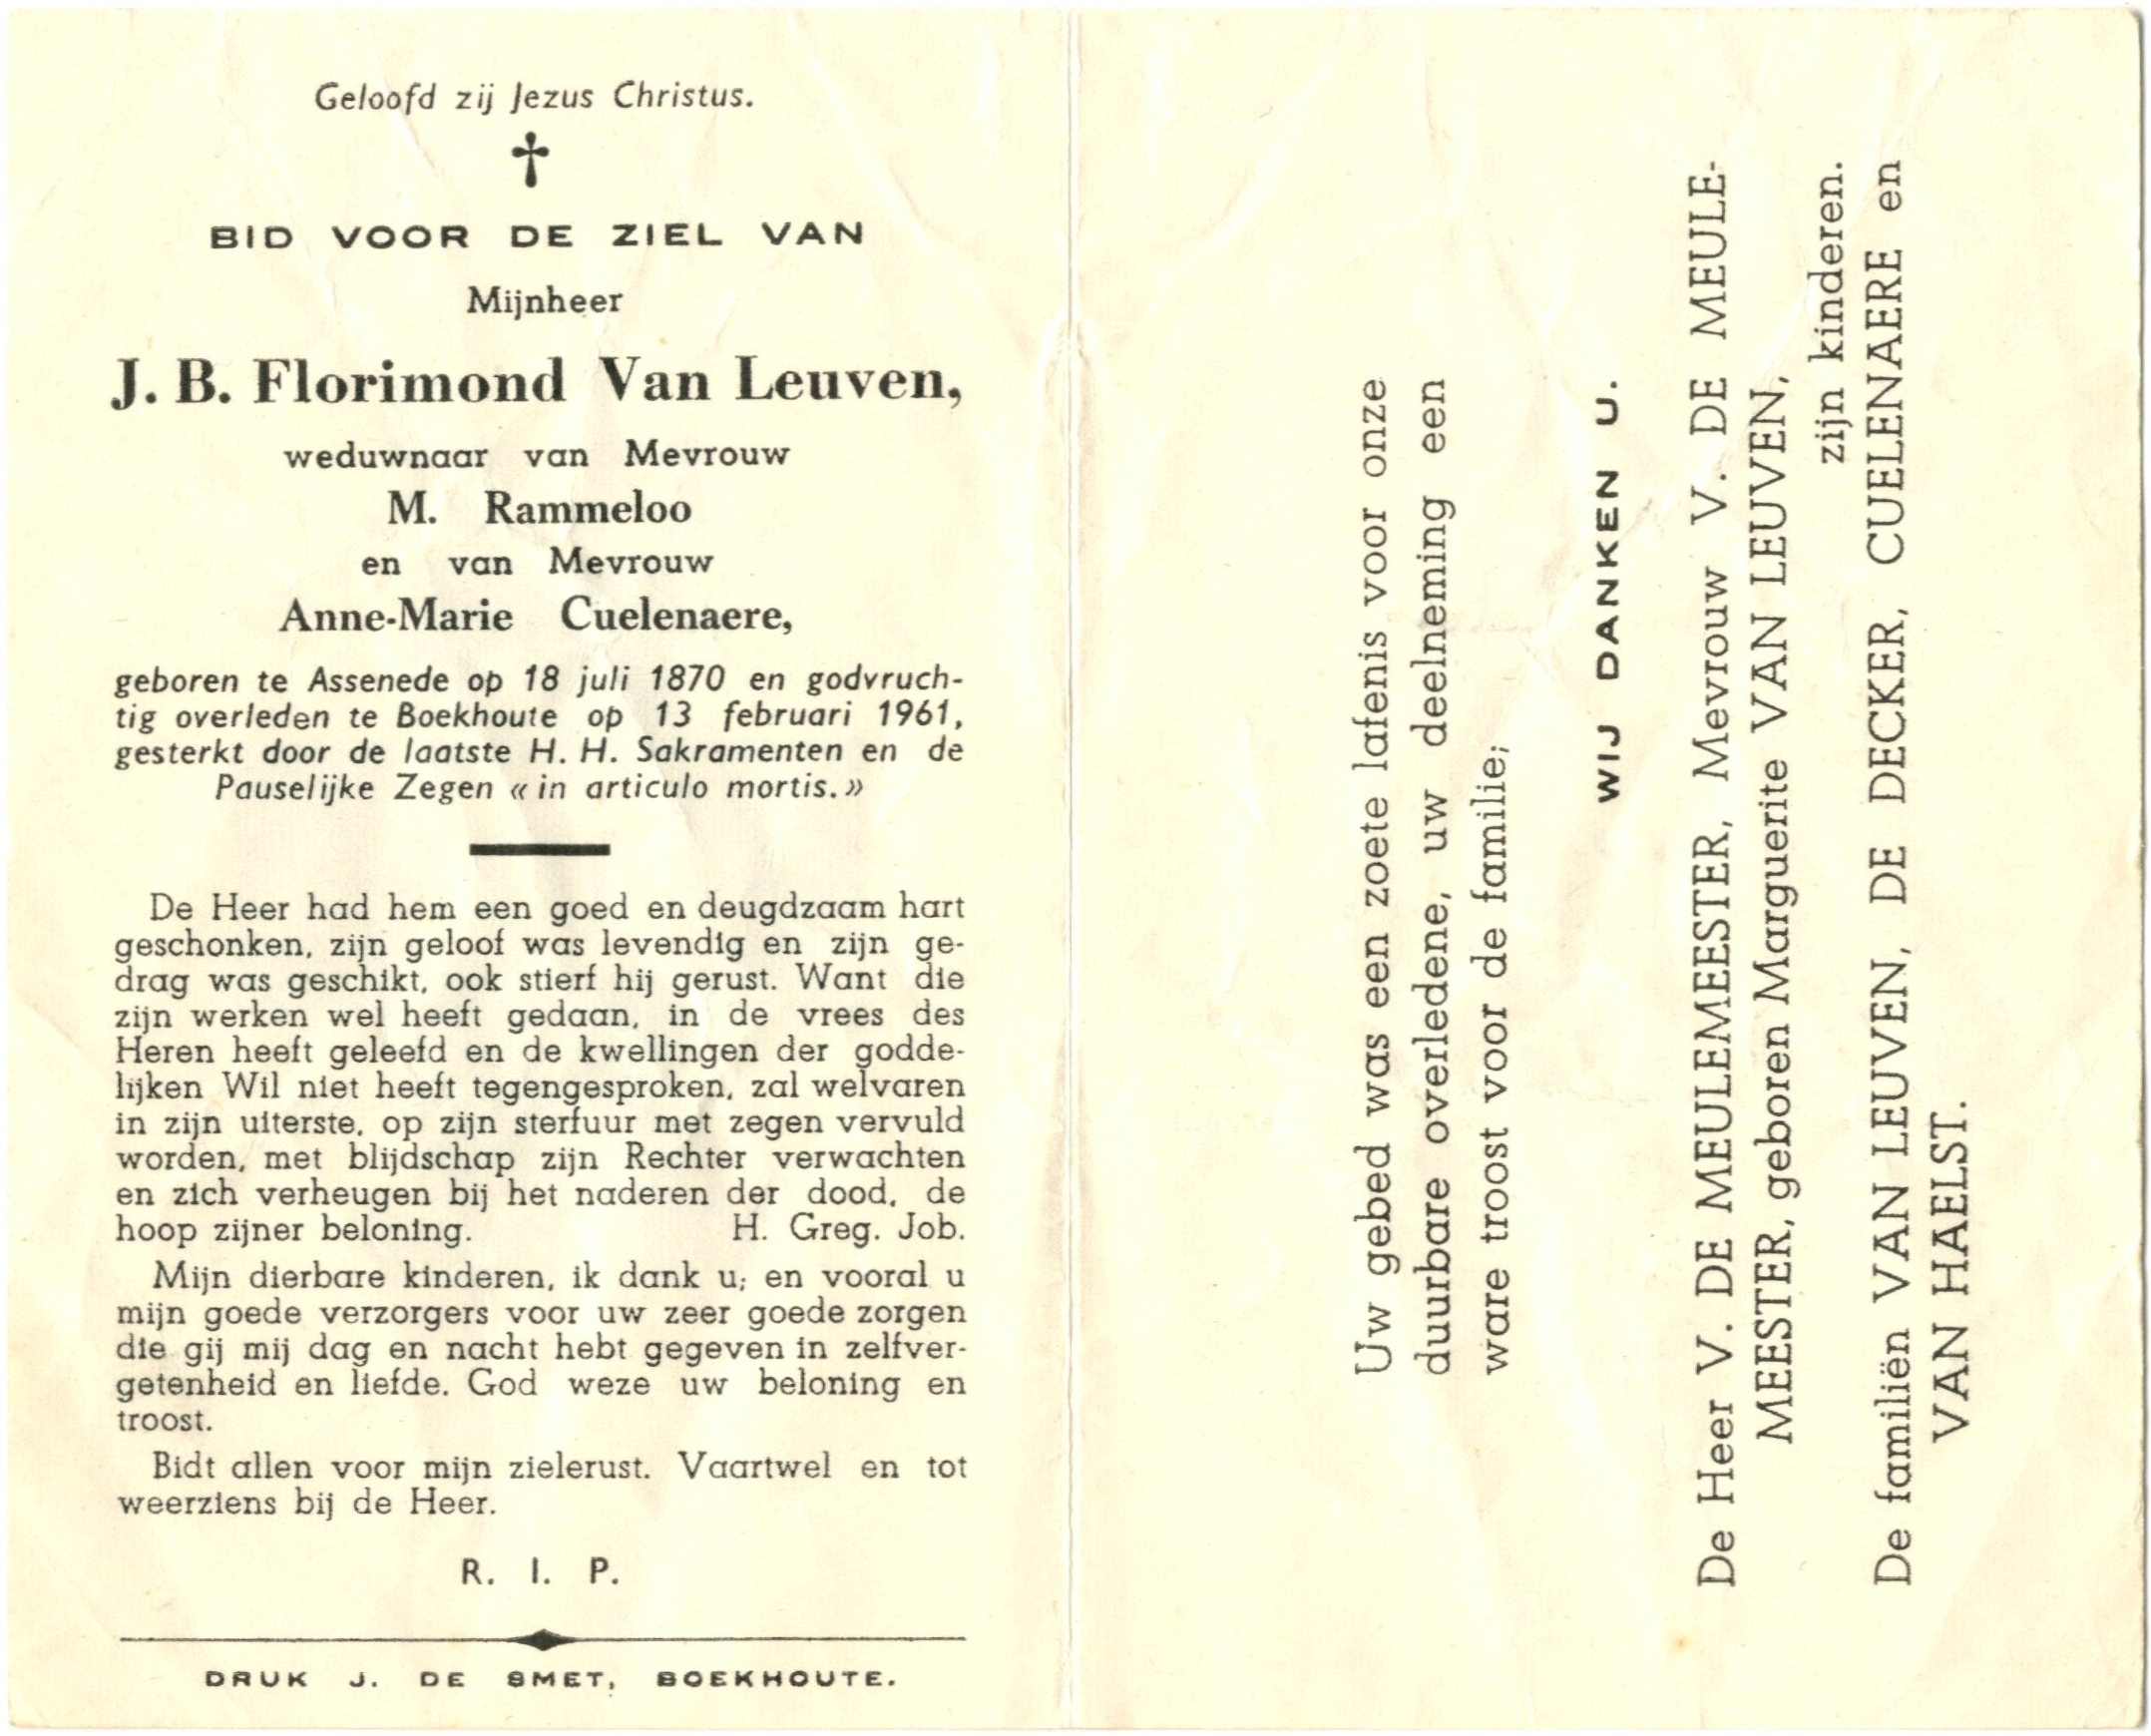 Geloofd zij Jezus Christus.
BID VOOR DE ZIEL VAN
Mijnheer
J. B. Florimond Van Leuven,
weduwnaar van Mevrouw
M. Rammeloo
en van Mevrouw
Anne-Marie Cuelenaere,
geboren te Assenede op 18 juli 1870 en godvruch-
tig overleden te Boekhoute op 13 februari 1961,
gesterkt door de laatste H. H. Sakramenten en de
Pauselijke Zegen « in articulo mortis. »
De Heer had hem een goed en deugdzaam hart
geschonken, zijn geloof was levendig en zijn ge-
drag was geschikt, ook stierf hij gerust. Want die
zijn werken wel heeft gedaan, in de vrees des
Heren heeft geleefd en de kwellingen der godde-
lijken Wil niet heeft tegengesproken, zal welvaren
in zijn uiterste, op zijn sterfuur met zegen vervuld
worden, met blijdschap zijn Rechter verwachten
en zich verheugen bij het naderen der dood, de
hoop zijner beloning. H. Greg. Job.
Mijn dierbare kinderen, ik dank u; en vooral u
mijn goede verzorgers voor uw zeer goede zorgen
die gij mij dag en nacht hebt gegeven in zelfver-
getenheid en liefde. God weze uw beloning en
troost.
Bidt allen voor mijn zielerust. Vaartwel en tot
weerziens bij de Heer.
R. I. P.
DRUK J. DE SMET, BOEKHOUTE.
Uw gebed was een zoete lafenis voor onze
duurbare overledene, uw deelneming een
ware troost voor de familie;
WIJ DANKEN U.
De Heer V. DE MEULEMEESTER, Mevrouw V. DE MEULE-
MEESTER, geboren Marguerite VAN LEUVEN,
zijn kinderen.
De familiën VAN LEUVEN, DE DECKER, CUELENAERE en
VAN HAELST.